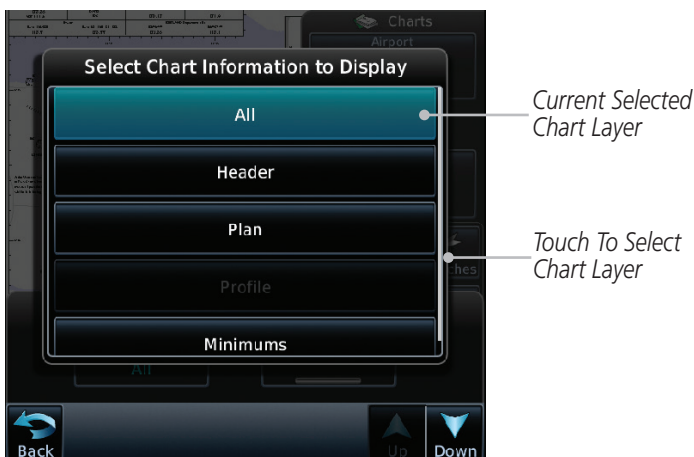 Charts
Airport
Select Chart Information to Display
All
Current Selected
Chart Layer
Header
Plan
Touch To Select
Chart Layer
ches
Profile
Minimums
All
Back
Up
Down